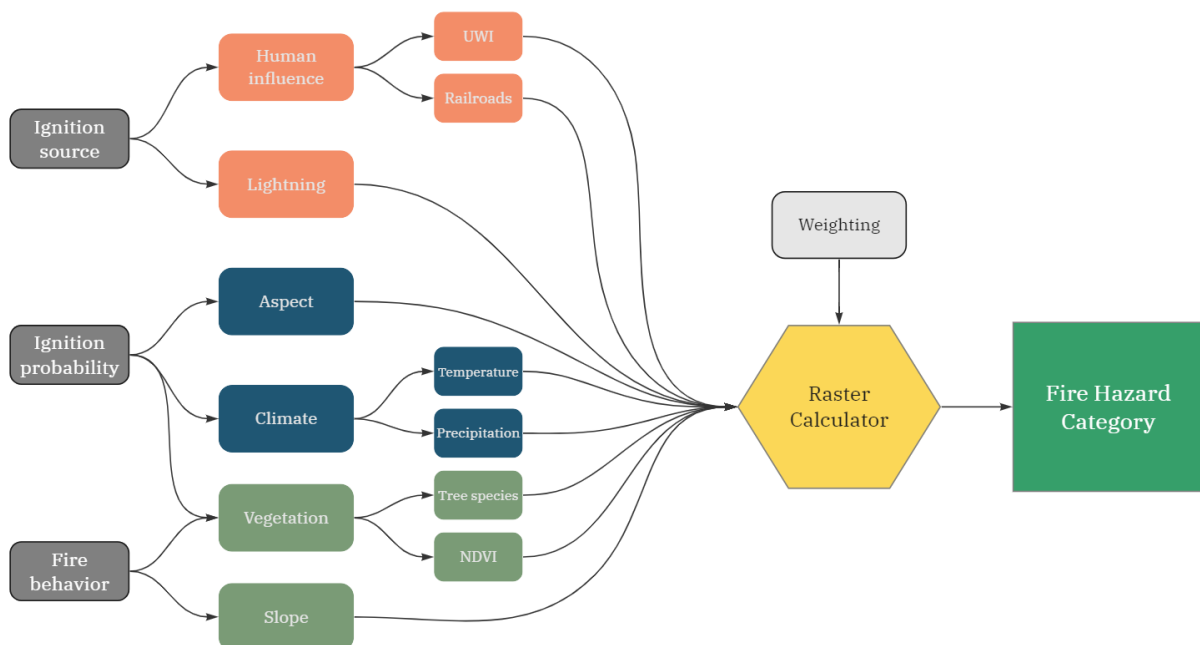 Ignition
source
Human
influence
UWI
Railroads
Lightning
Ignition
probability
Aspect
Climate
Temperature
Precipitation
Vegetation
Tree species
NDVI
Fire
behavior
Slope
Weighting
Raster
Calculator
Fire Hazard
Category